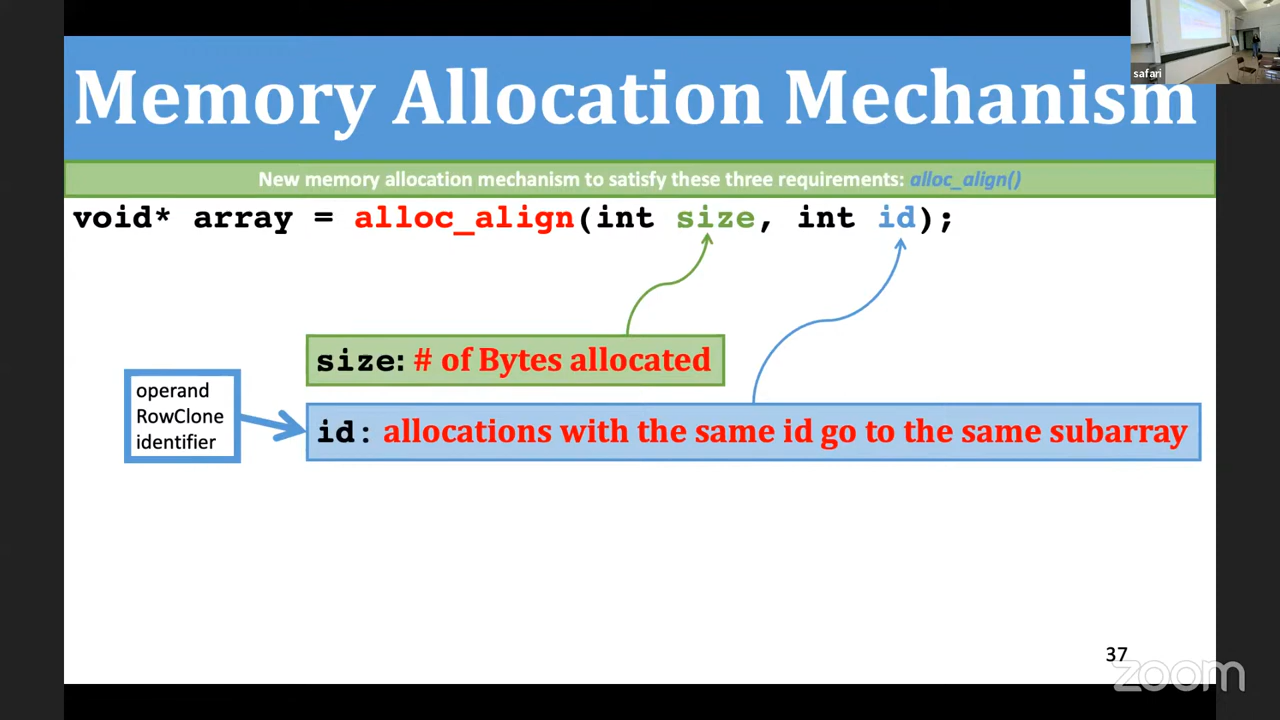 safari
Memory Allocation Mechanism
New memory allocation mechanism to satisfy these three requirements: alloc_align()
void* array = alloc_align(int size, int id);
size: # of Bytes allocated
operand
RowClone
identifier
id: allocations with the same id go to the same subarray
37
zoom